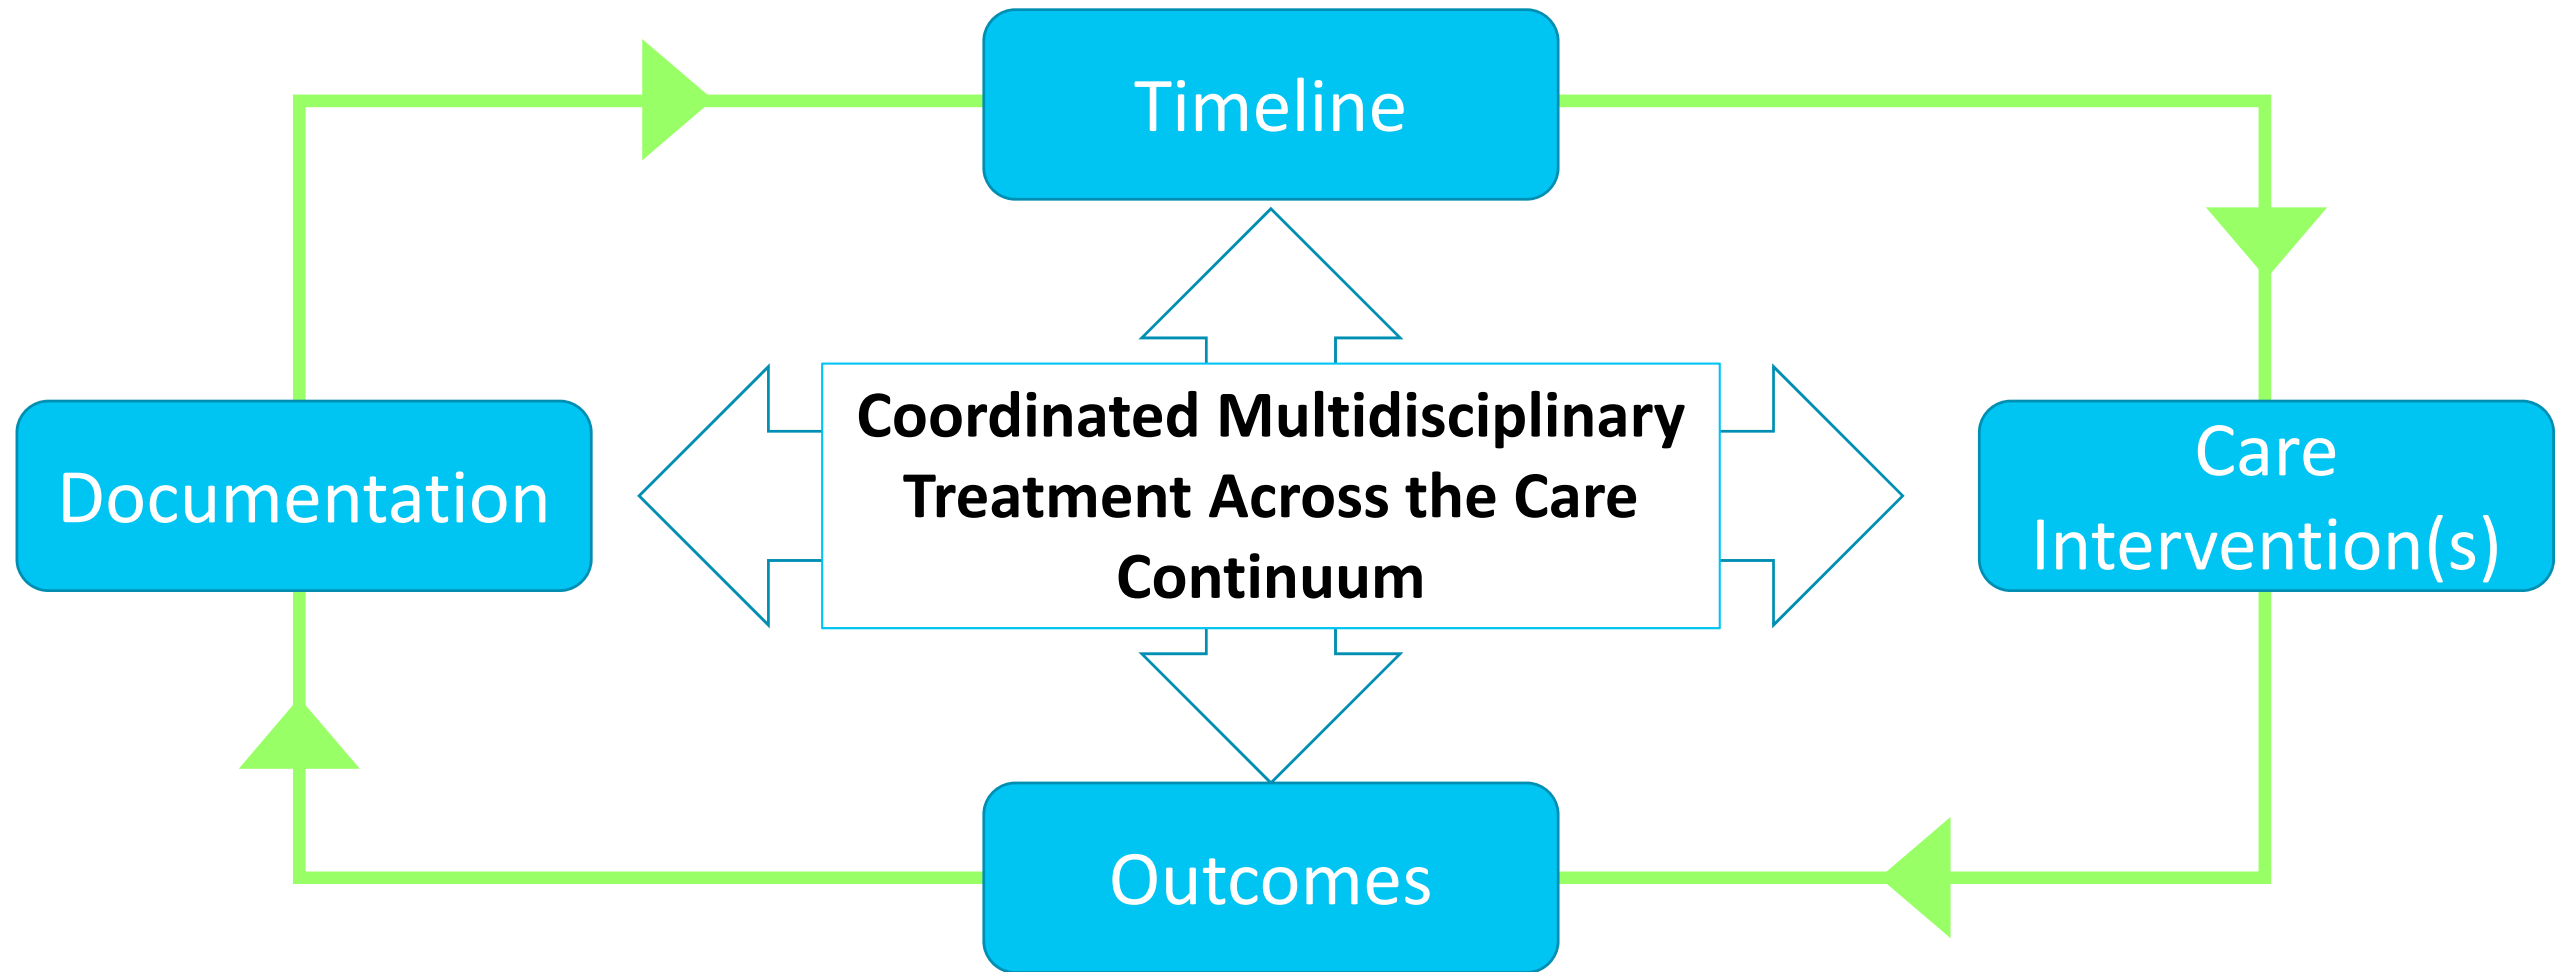 Timeline
Coordinated Multidisciplinary
Treatment Across the Care
Continuum
Documentation
Care
Intervention(s)
Outcomes